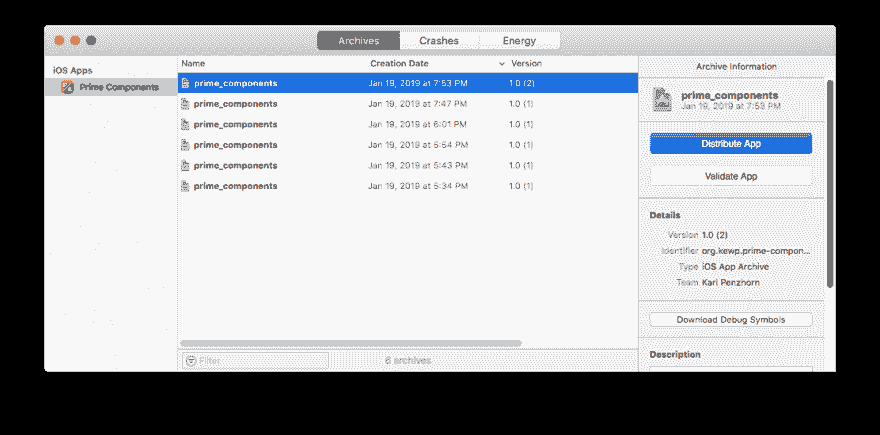 Archives Crashes Energy
iOS Apps
Prime Components
Name Creation Date Version
prime_components Jan 19, 2019 at 7:53 PM 1.0 (2)
prime_components Jan 19, 2019 at 7:47 PM 1.0 (1)
prime_components Jan 19, 2019 at 6:01 PM 1.0 (1)
prime_components Jan 19, 2019 at 5:54 PM 1.0 (1)
prime_components Jan 19, 2019 at 5:43 PM 1.0 (1)
prime_components Jan 19, 2019 at 5:34 PM 1.0 (1)
Filter
6 archives
Archive Information
prime_components
Jan 19, 2019 at 7:53 PM
Distribute App
Validate App
Details
Version 1.0 (2)
Identifier org.kewp.prime-compon...
Type iOS App Archive
Team Karl Penzhorn
Download Debug Symbols
Description